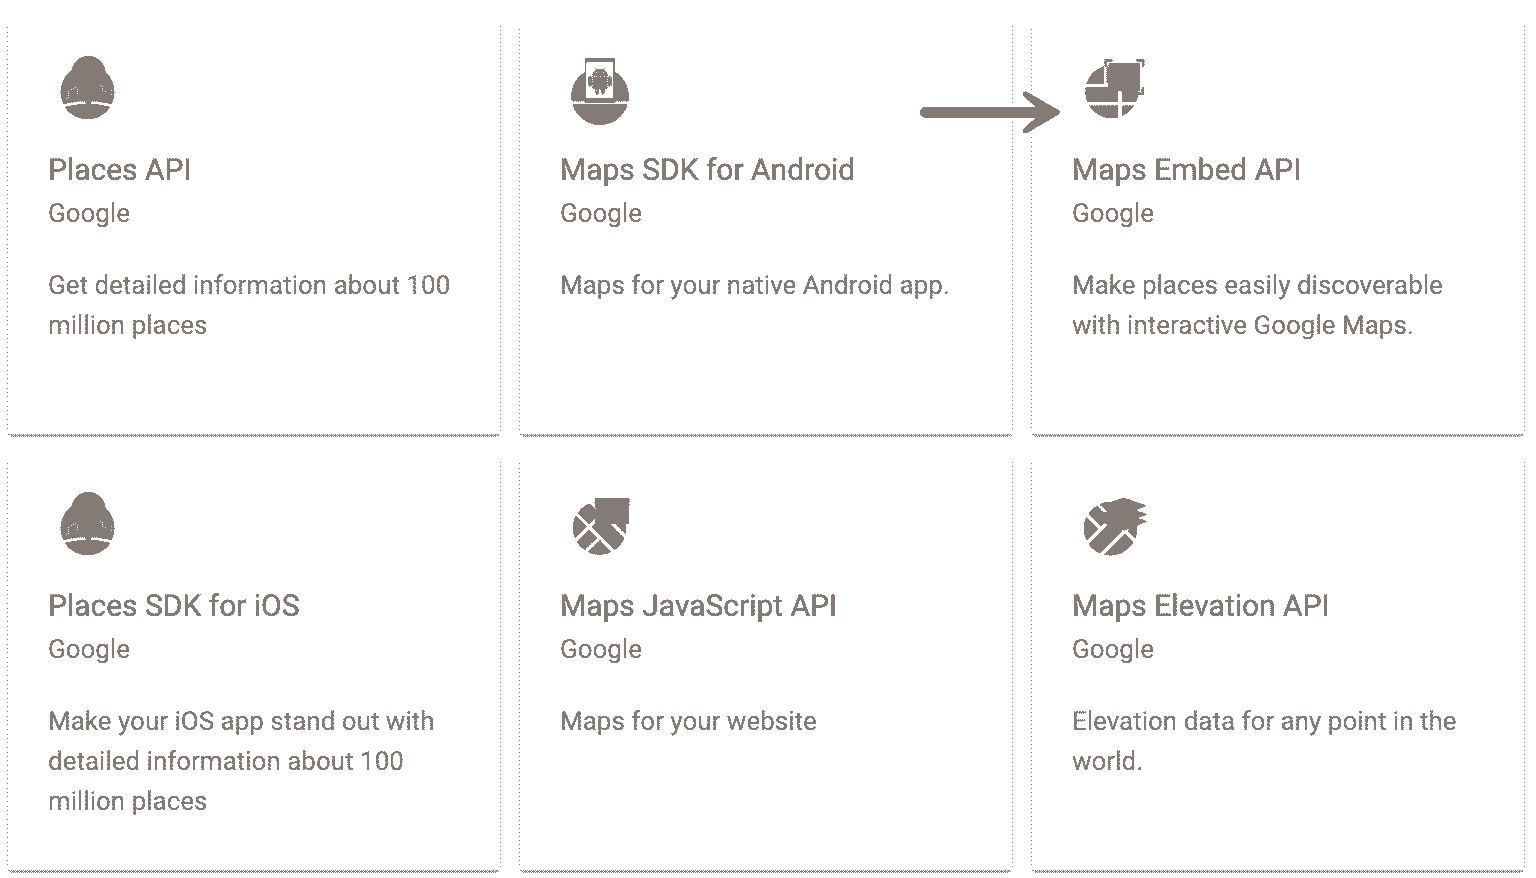 Places API
Google
Get detailed information about 100
million places
Maps SDK for Android
Google
Maps for your native Android app.
Maps Embed API
Google
Make places easily discoverable
with interactive Google Maps.
Places SDK for iOS
Google
Make your iOS app stand out with
detailed information about 100
million places
Maps JavaScript API
Google
Maps for your website
Maps Elevation API
Google
Elevation data for any point in the
world.